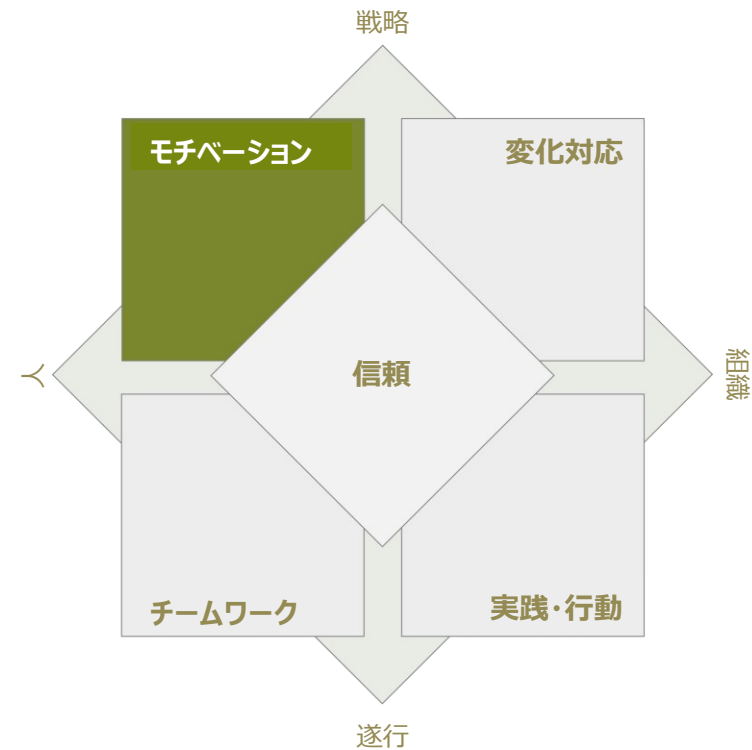 戦略
モチベーション
変化対応
人
信頼
組織
チームワーク
実践・行動
遂行